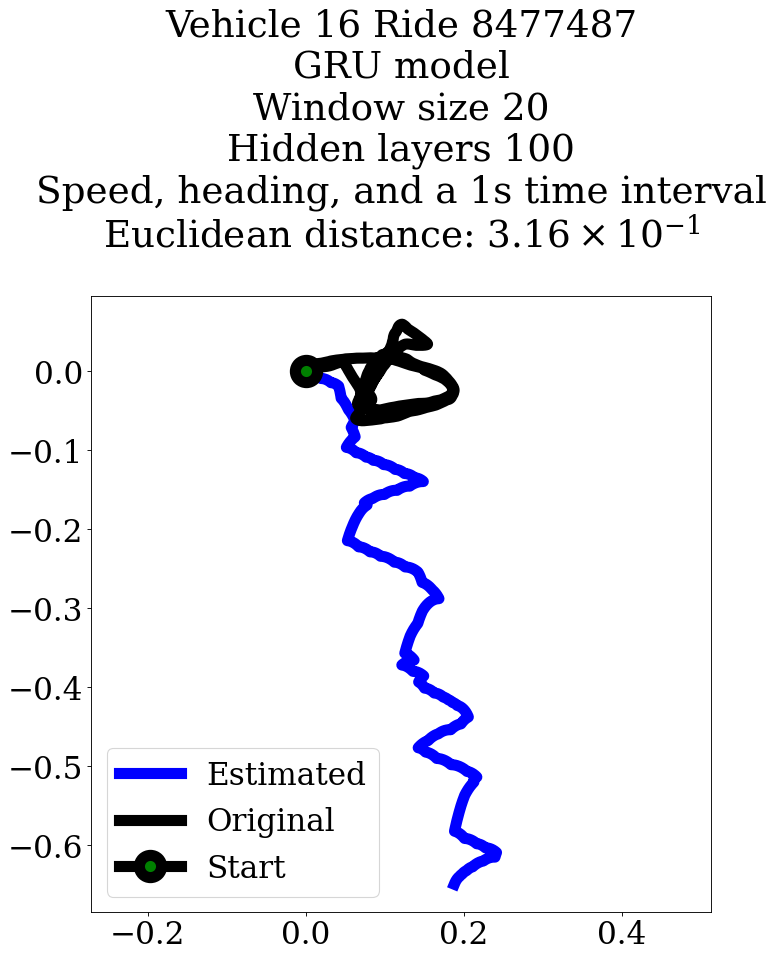 Vehicle 16 Ride 8477487
GRU model
Window size 20
Hidden layers 100
Speed, heading, and a 1s time interval
Euclidean distance: 3.16 × 10⁻¹
0.0
−0.1
−0.2
−0.3
−0.4
−0.5
−0.6
Estimated
Original
Start
−0.2 0.0 0.2 0.4